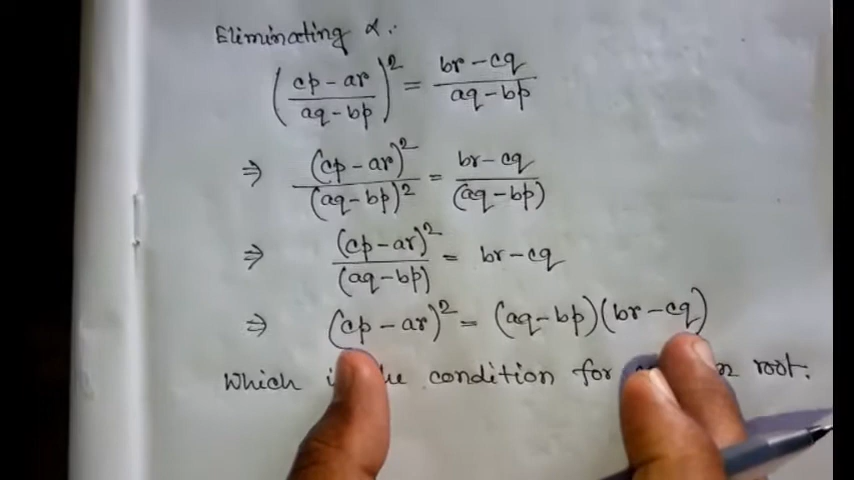 Eliminating α:
(cp - ar / aq - bp)² = br - cq / aq - bp
⇒ (cp - ar)² / (aq - bp)² = br - cq / (aq - bp)
⇒ (cp - ar)² / (aq - bp) = br - cq
⇒ (cp - ar)² = (aq - bp)(br - cq)
Which condition for root.